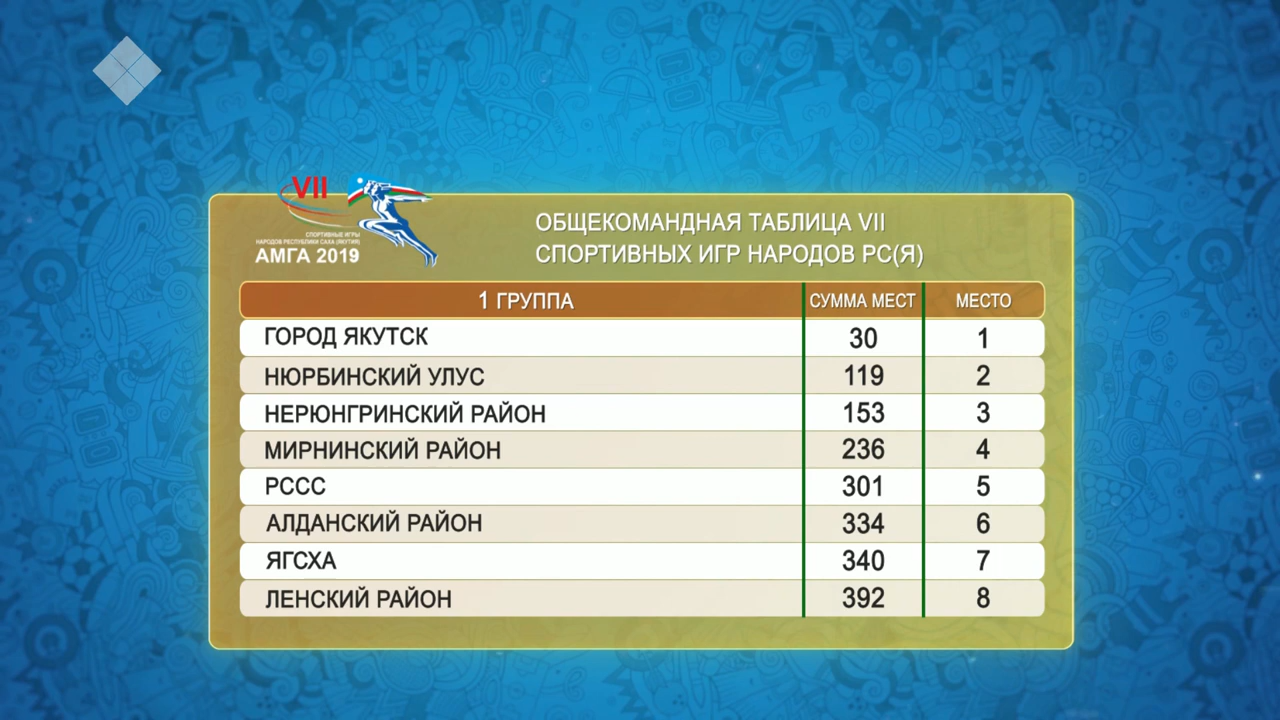 VII
СПОРТИВНЫЕ ИГРЫ
НАРОДОВ РЕСПУБЛИКИ САХА (ЯКУТИЯ)
АМГА 2019
ОБЩЕКОМАНДНАЯ ТАБЛИЦА VII
СПОРТИВНЫХ ИГР НАРОДОВ РС(Я)
1 ГРУППА СУММА МЕСТ МЕСТО
ГОРОД ЯКУТСК 30 1
НЮРБИНСКИЙ УЛУС 119 2
НЕРЮНГРИНСКИЙ РАЙОН 153 3
МИРНИНСКИЙ РАЙОН 236 4
РССС 301 5
АЛДАНСКИЙ РАЙОН 334 6
ЯГСХА 340 7
ЛЕНСКИЙ РАЙОН 392 8